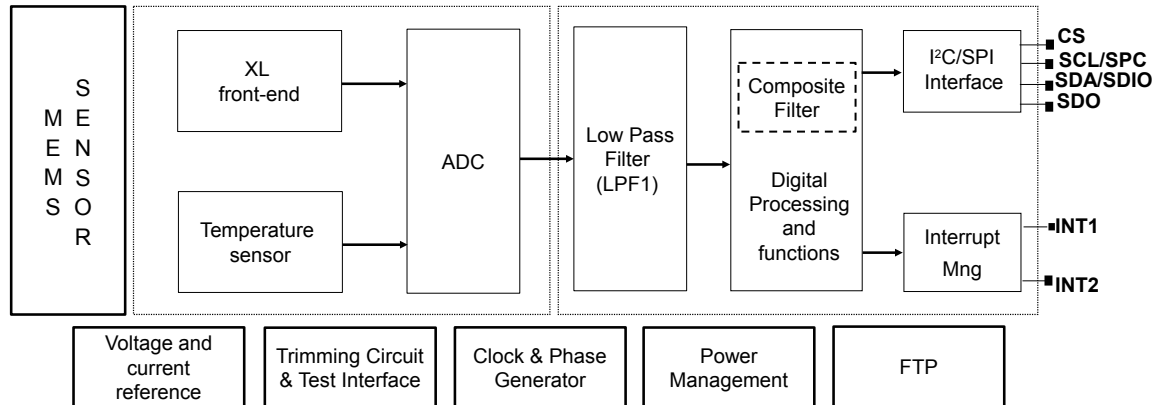 MEMS
SENSOR
XL
front-end
Temperature
sensor
ADC
Low Pass
Filter
(LPF1)
Composite
Filter
Digital
Processing
and
functions
I²C/SPI
Interface
Interrupt
Mng
CS
SCL/SPC
SDA/SDIO
SDO
INT1
INT2
Voltage and
current
reference
Trimming Circuit
& Test Interface
Clock & Phase
Generator
Power
Management
FTP